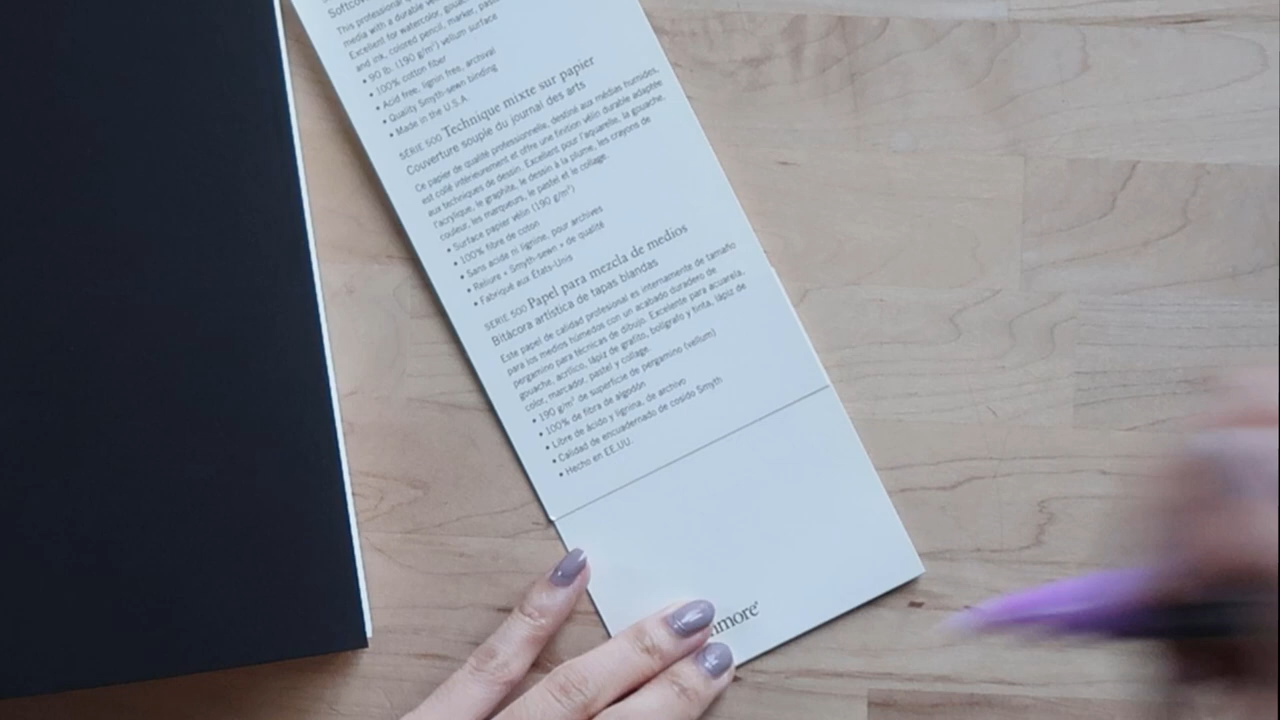 Softcov
This professional
media with a durable ve
Excellent for watercolor, goua
and ink, colored pencil, marker, past
• 90 lb. (190 g/m²) vellum surface
• 100% cotton fiber
• Acid free, lignin free, archival
• Quality Smyth-sewn binding
• Made in the U.S.A.
SÉRIE 500 Technique mixte sur papier
Couverture souple du journal des arts
Ce papier de qualité professionnelle, destiné aux médias humides,
est collé intérieurement et offre une finition vélin durable adaptée
aux techniques de dessin. Excellent pour l'aquarelle, la gouache,
l'acrylique, le graphite, le dessin à la plume, les crayons de
couleur, les marqueurs, le pastel et le collage.
• Surface papier vélin (190 g/m²)
• 100% fibre de coton
• Sans acide ni lignine, pour archives
• Reliure « Smyth-sewn » de qualité
• Fabriqué aux États-Unis
SERIE 500 Papel para mezcla de medios
Bitácora artística de tapas blandas
Este papel de calidad profesional es internamente de tamaño
para los medios húmedos con un acabado duradero de
pergamino para técnicas de dibujo. Excelente para acuarela,
gouache, acrílico, lápiz de grafito, bolígrafo y tinta, lápiz de
color, marcador, pastel y collage.
• 190 g/m² de superficie de pergamino (vellum)
• 100% de fibra de algodón
• Libre de ácido y lignina, de archivo
• Calidad de encuadernado de cosido Smyth
• Hecho en EE.UU.
more®